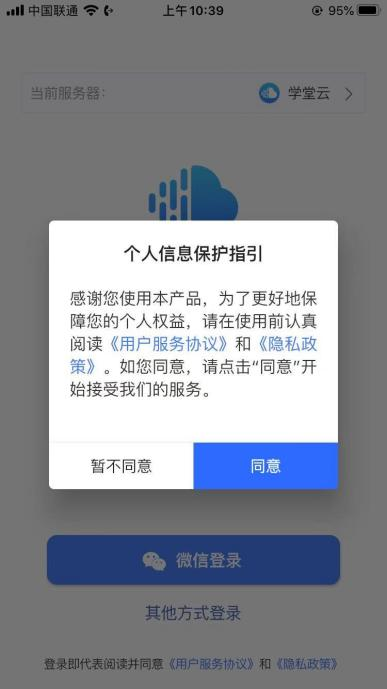 中国联通
上午10:39
95%
当前服务器：
学堂云
个人信息保护指引
感谢您使用本产品，为了更好地保
障您的个人权益，请在使用前认真
阅读《用户服务协议》和《隐私政
策》。如您同意，请点击“同意”开
始接受我们的服务。
暂不同意
同意
微信登录
其他方式登录
登录即代表阅读并同意《用户服务协议》和《隐私政策》